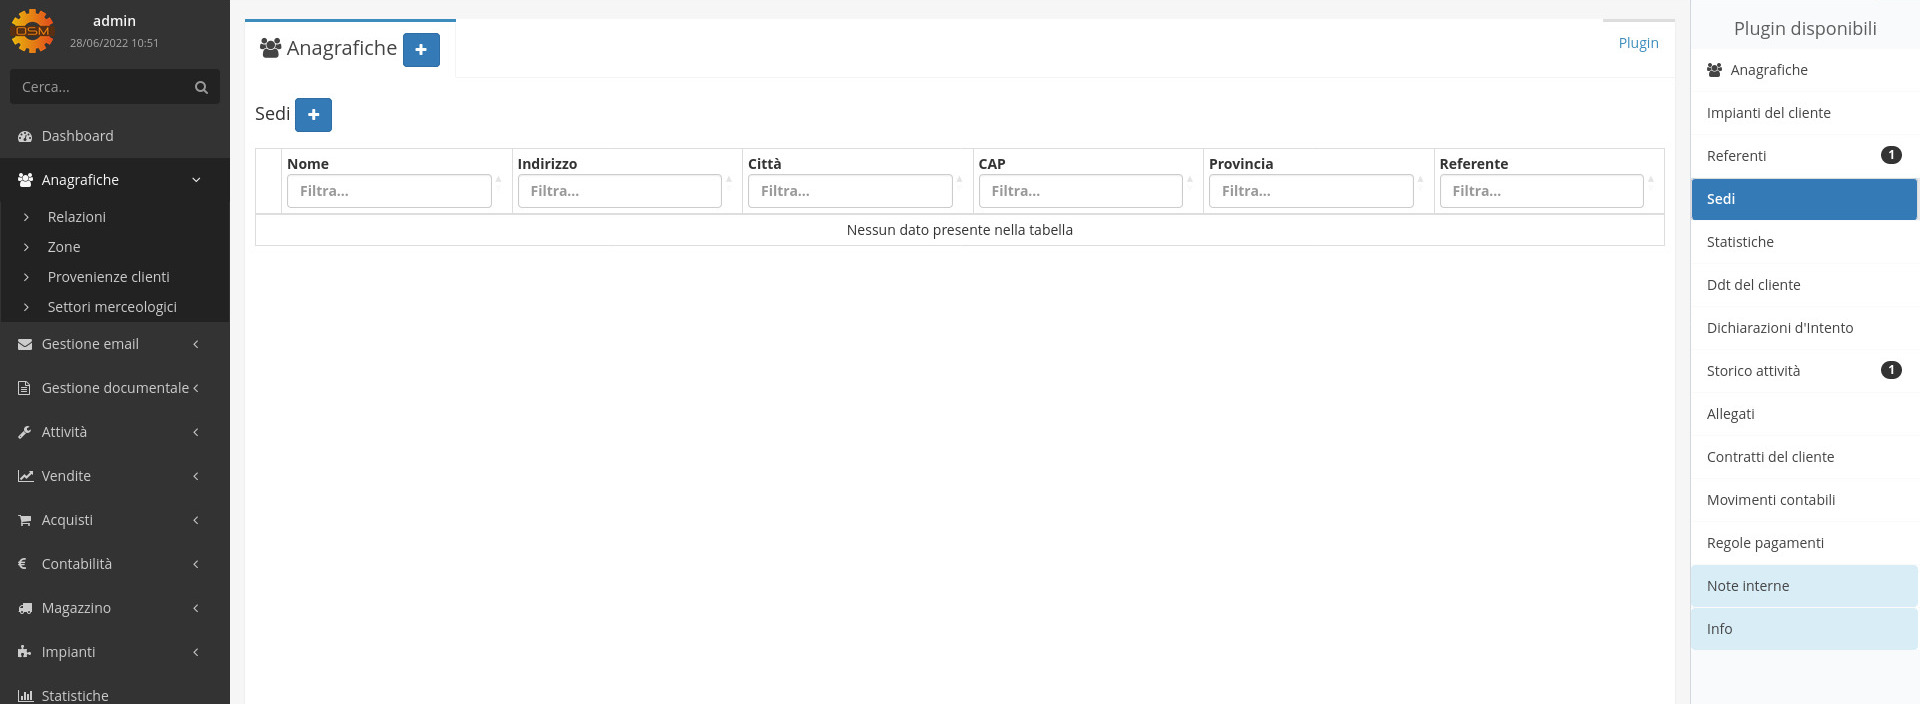 OSM
admin
28/06/2022 10:51
Cerca...
Dashboard
Anagrafiche
Relazioni
Zone
Provenienze clienti
Settori merceologici
Gestione email
Gestione documentale
Attività
Vendite
Acquisti
Contabilità
Magazzino
Impianti
Statistiche
Anagrafiche
Plugin
Sedi
Nome Indirizzo Città CAP Provincia Referente
Filtra... Filtra... Filtra... Filtra... Filtra... Filtra...
Nessun dato presente nella tabella
Plugin disponibili
Anagrafiche
Impianti del cliente
Referenti 1
Sedi
Statistiche
Ddt del cliente
Dichiarazioni d'Intento
Storico attività 1
Allegati
Contratti del cliente
Movimenti contabili
Regole pagamenti
Note interne
Info